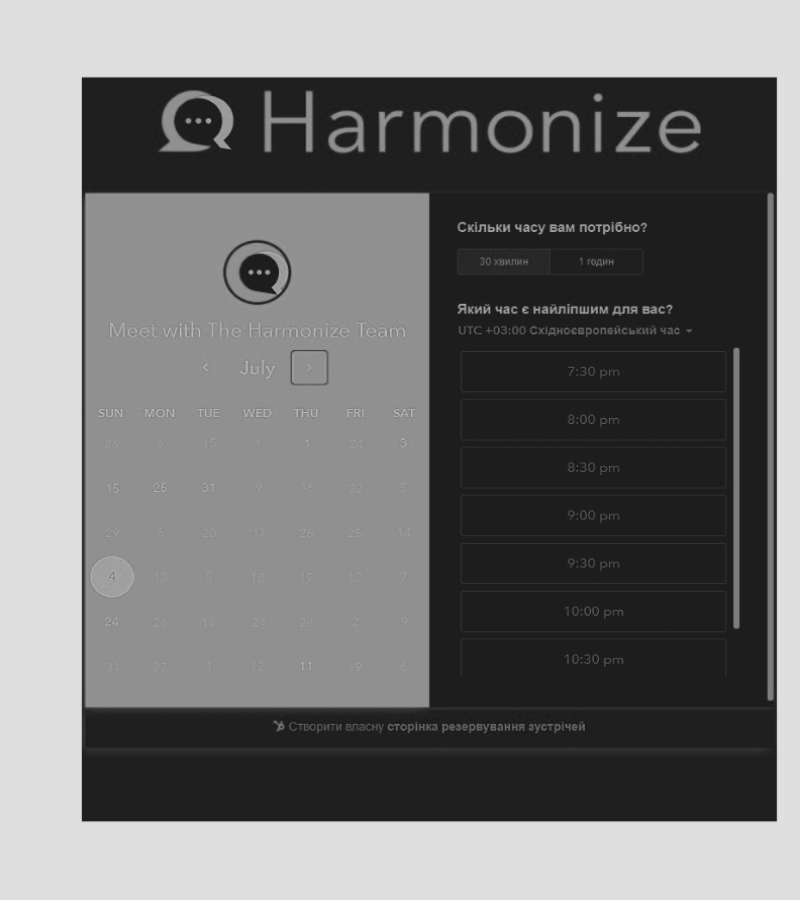 Harmonize
Meet with The Harmonize Team
July
SUN MON TUE WED THU FRI SAT
26 6 15 1 1 24 3
15 25 31 9 16 22 5
29 6 20 17 26 25 14
4 13 5 18 19 12 7
24 26 18 24 28 2 9
31 27 1 12 11 19 6
Скільки часу вам потрібно?
30 хвилин 1 годин
Який час є найліпшим для вас?
UTC +03:00 Східноєвропейський час
7:30 pm
8:00 pm
8:30 pm
9:00 pm
9:30 pm
10:00 pm
10:30 pm
Створити власну сторінка резервування зустрічей